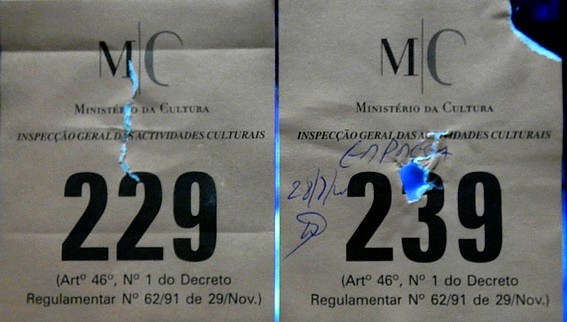 M|C
MINISTÉRIO DA CULTURA
INSPECÇÃO GERAL DAS ACTIVIDADES CULTURAIS
229
(Artº 46º, Nº 1 do Decreto
Regulamentar Nº 62/91 de 29/Nov.)
M|C
MINISTÉRIO DA CULTURA
INSPECÇÃO GERAL DAS ACTIVIDADES CULTURAIS
EMPRESA
239
(Artº 46º, Nº 1 do Decreto
Regulamentar Nº 62/91 de 29/Nov.)